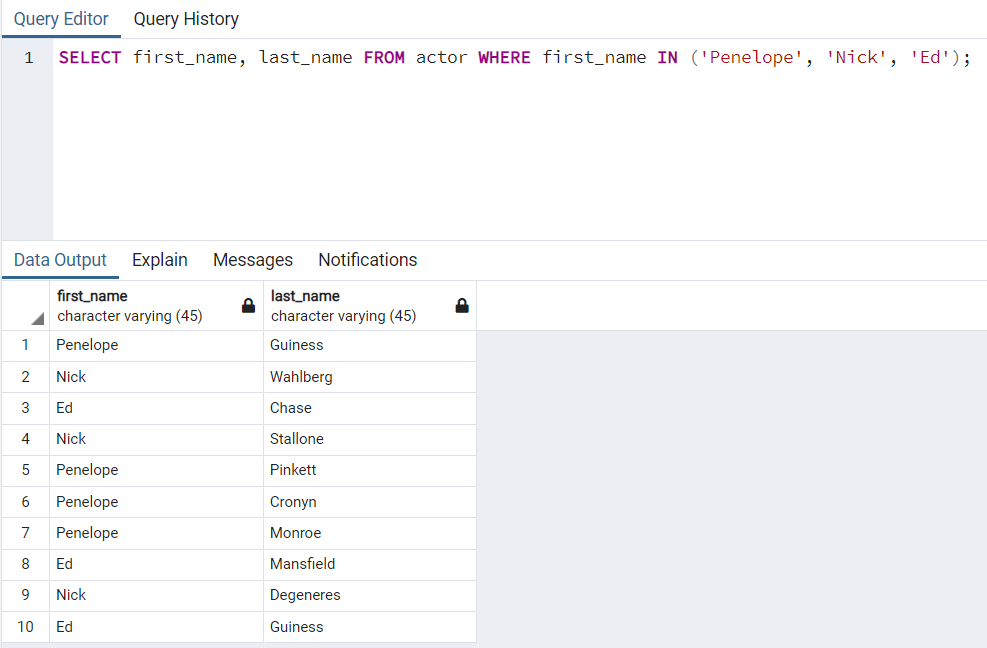 Query Editor Query History
1 SELECT first_name, last_name FROM actor WHERE first_name IN ('Penelope', 'Nick', 'Ed');
Data Output Explain Messages Notifications
first_name last_name
character varying (45) character varying (45)
1 Penelope Guiness
2 Nick Wahlberg
3 Ed Chase
4 Nick Stallone
5 Penelope Pinkett
6 Penelope Cronyn
7 Penelope Monroe
8 Ed Mansfield
9 Nick Degeneres
10 Ed Guiness